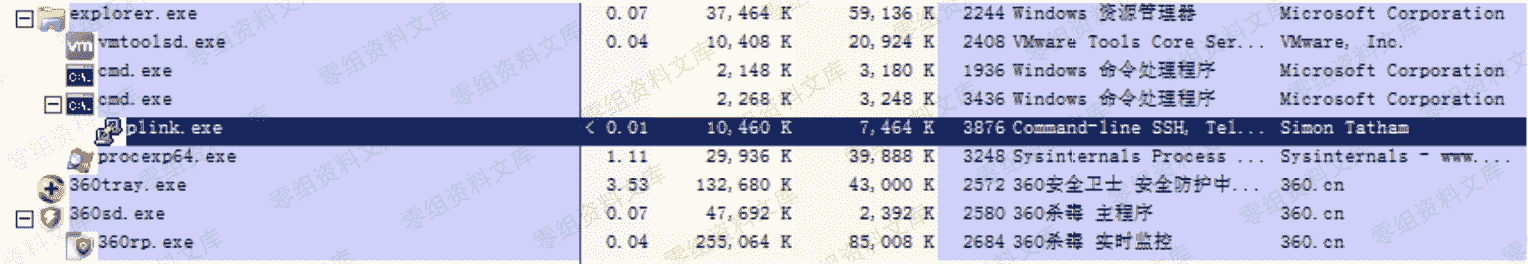 explorer.exe 0.07 37,464 K 59,136 K 2244 Windows 资源管理器 Microsoft Corporation
vmtoolsd.exe 0.04 10,408 K 20,924 K 2408 VMware Tools Core Ser... VMware, Inc.
cmd.exe 2,148 K 3,180 K 1936 Windows 命令处理程序 Microsoft Corporation
cmd.exe 2,268 K 3,248 K 3436 Windows 命令处理程序 Microsoft Corporation
plink.exe < 0.01 10,460 K 7,464 K 3876 Command-line SSH, Tel... Simon Tatham
procexp64.exe 1.11 29,936 K 39,888 K 3248 Sysinternals Process ... Sysinternals - www....
360tray.exe 3.53 132,680 K 43,000 K 2572 360安全卫士 安全防护中... 360.cn
360sd.exe 0.07 47,692 K 2,392 K 2580 360杀毒 主程序 360.cn
360rp.exe 0.04 255,064 K 85,008 K 2684 360杀毒 实时监控 360.cn
零组资料文库